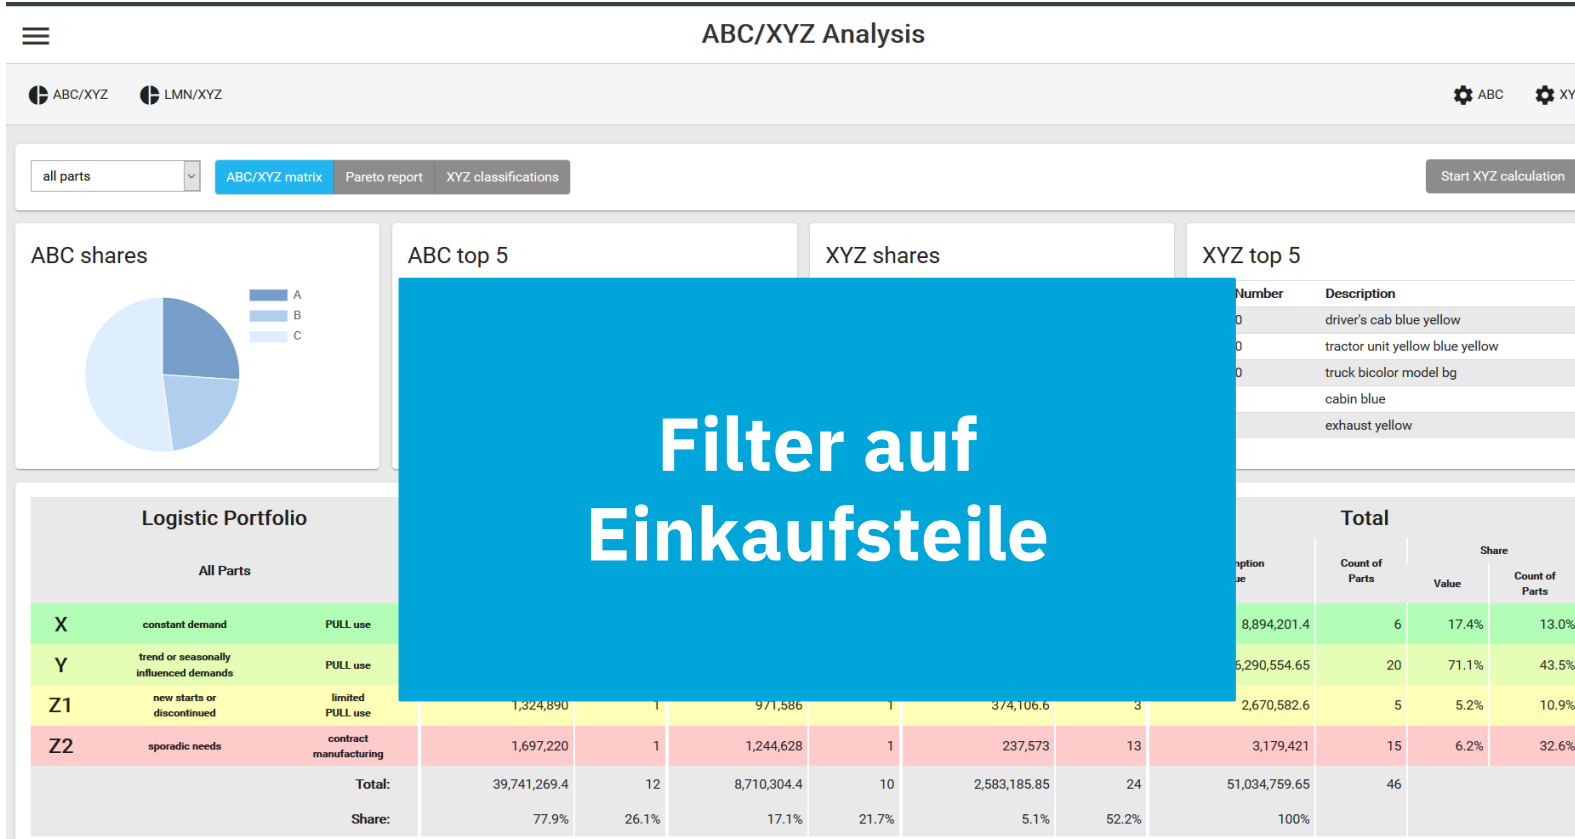 ABC/XYZ Analysis
ABC/XYZ LMN/XYZ ABC
all parts ABC/XYZ matrix Pareto report XYZ classifications Start XYZ calculation
ABC shares ABC top 5 XYZ shares XYZ top 5
A
B
C
Number Description
0 driver's cab blue yellow
0 tractor unit yellow blue yellow
0 truck bicolor model bg
cabin blue
exhaust yellow
Filter auf
Einkaufsteile
Logistic Portfolio Total
All Parts
Count of Parts
Share
Value
Count of Parts
X constant demand PULL use 8,894,201.4 6 17.4% 13.0%
Y trend or seasonally influenced demands PULL use 6,290,554.65 20 71.1% 43.5%
Z1 new starts or discontinued limited PULL use 1,324,890 1 971,586 1 374,106.6 3 2,670,582.6 5 5.2% 10.9%
Z2 sporadic needs contract manufacturing 1,697,220 1 1,244,628 1 237,573 13 3,179,421 15 6.2% 32.6%
Total: 39,741,269.4 12 8,710,304.4 10 2,583,185.85 24 51,034,759.65 46
Share: 77.9% 26.1% 17.1% 21.7% 5.1% 52.2% 100%